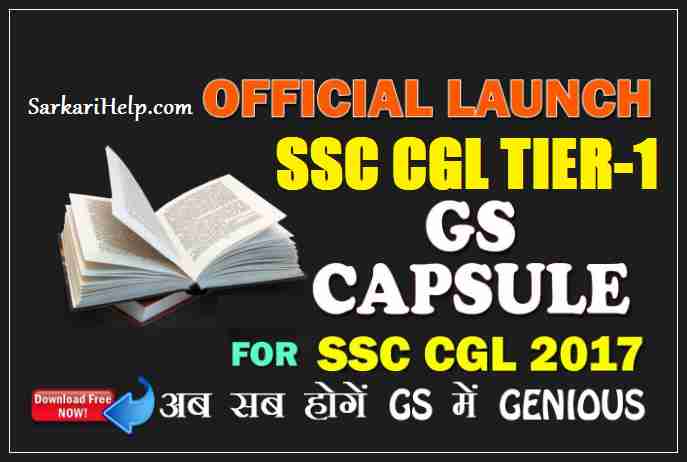 SarkariHelp.com OFFICIAL LAUNCH
SSC CGL TIER-1
GS
CAPSULE
FOR SSC CGL 2017
Download Free
NOW!
अब सब होगें GS में GENIOUS